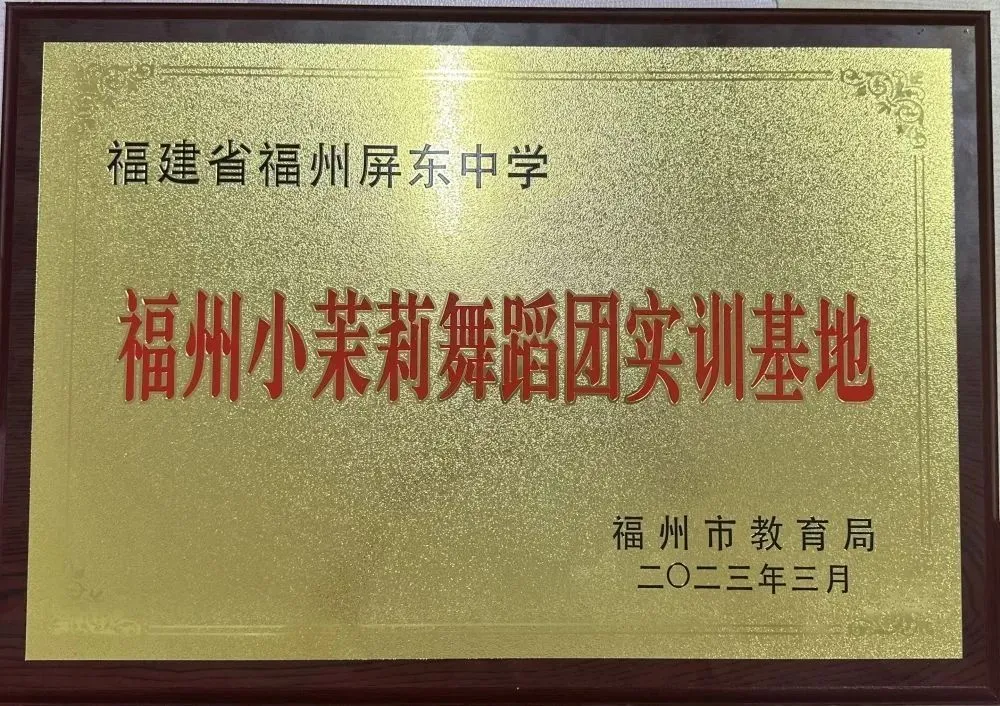 福建省福州屏东中学
福州小茉莉舞蹈团实训基地
福州市教育局
二〇二三年三月